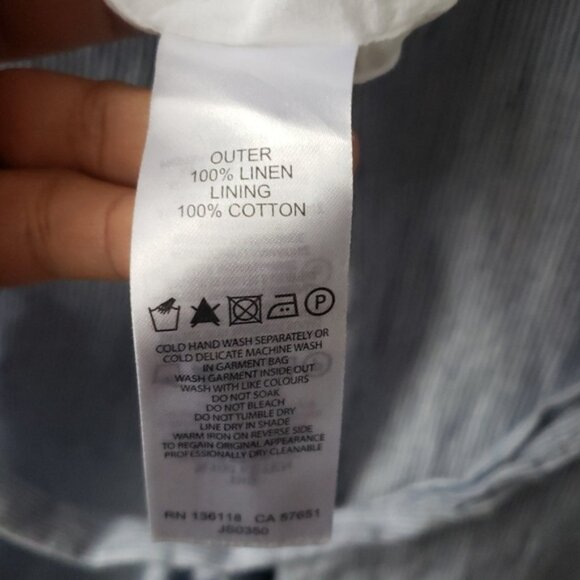 OUTER
100% LINEN
LINING
100% COTTON
P
COLD HAND WASH SEPARATELY OR
COLD DELICATE MACHINE WASH
IN GARMENT BAG
WASH GARMENT INSIDE OUT
WASH WITH LIKE COLOURS
DO NOT SOAK
DO NOT BLEACH
DO NOT TUMBLE DRY
LINE DRY IN SHADE
WARM IRON ON REVERSE SIDE
TO REGAIN ORIGINAL APPEARANCE
PROFESSIONALLY DRY CLEANABLE
RN 136118 CA 57651
JS0350